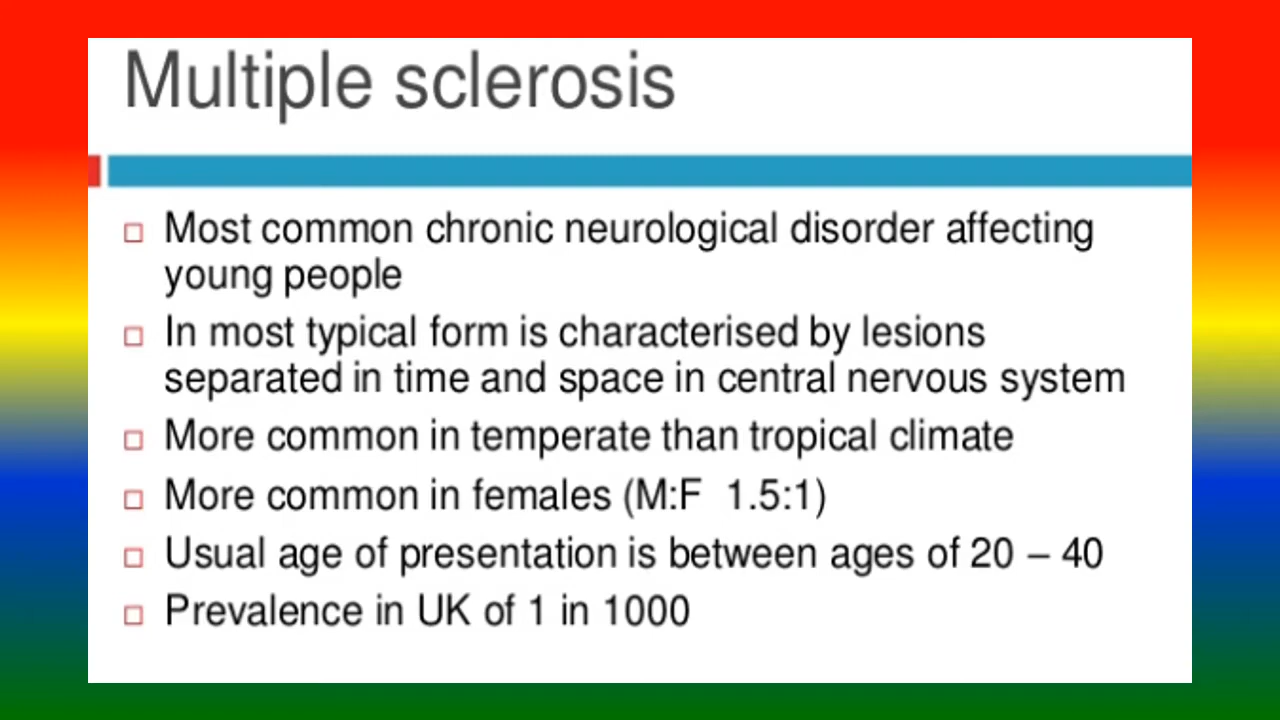 Multiple sclerosis
Most common chronic neurological disorder affecting
young people
In most typical form is characterised by lesions
separated in time and space in central nervous system
More common in temperate than tropical climate
More common in females (M:F 1.5:1)
Usual age of presentation is between ages of 20 – 40
Prevalence in UK of 1 in 1000